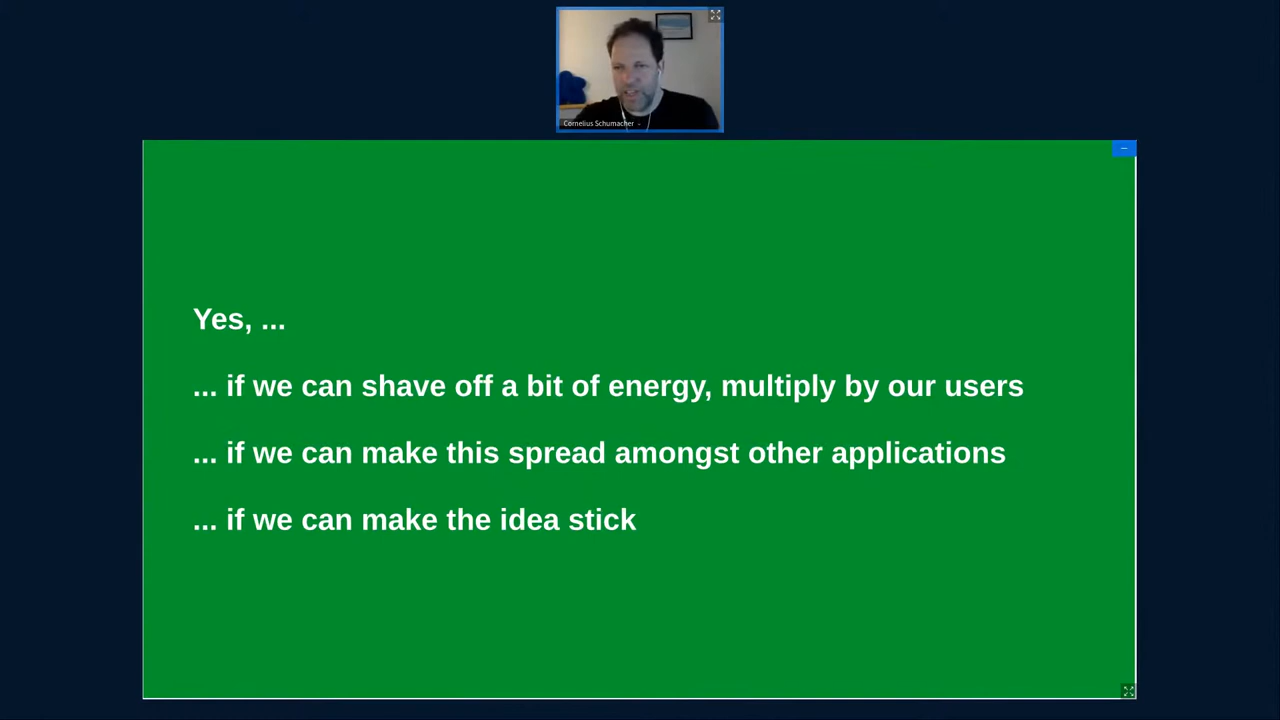 Cornelius Schumacher
Yes, ...
... if we can shave off a bit of energy, multiply by our users
... if we can make this spread amongst other applications
... if we can make the idea stick